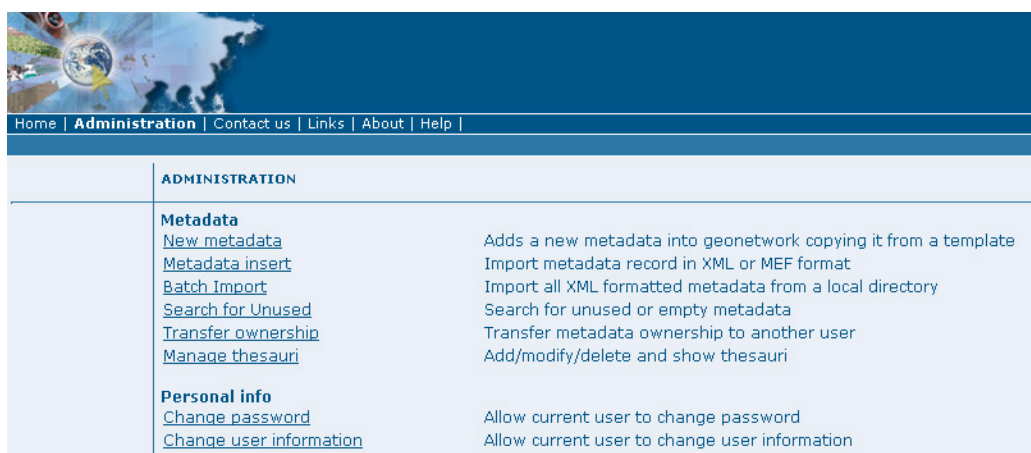 Home | Administration | Contact us | Links | About | Help |
ADMINISTRATION
Metadata
New metadata Adds a new metadata into geonetwork copying it from a template
Metadata insert Import metadata record in XML or MEF format
Batch Import Import all XML formatted metadata from a local directory
Search for Unused Search for unused or empty metadata
Transfer ownership Transfer metadata ownership to another user
Manage thesauri Add/modify/delete and show thesauri
Personal info
Change password Allow current user to change password
Change user information Allow current user to change user information